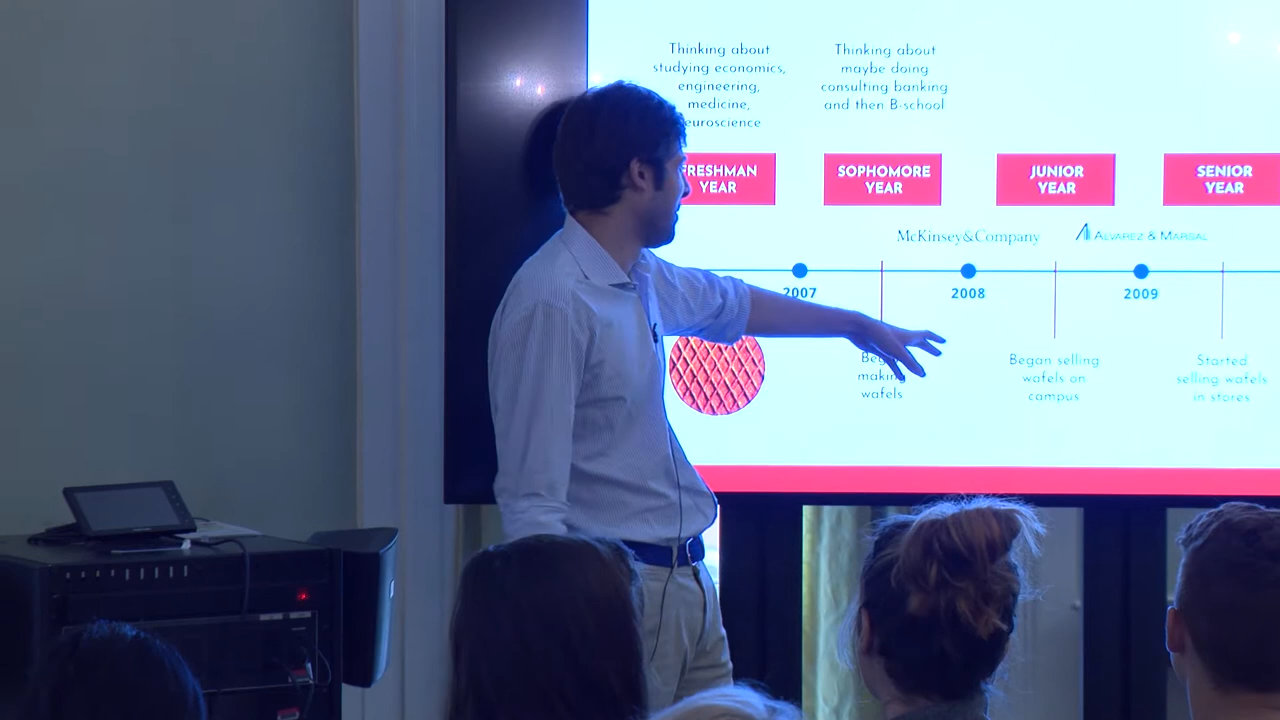 Thinking about
studying economics,
engineering,
medicine,
euroscience
Thinking about
maybe doing
consulting banking
and then B-school
FRESHMAN
YEAR
SOPHOMORE
YEAR
JUNIOR
YEAR
SENIOR
YEAR
McKinsey&Company
ALVAREZ & MARSAL
2007
2008
2009
Began
making
wafels
Began selling
wafels on
campus
Started
selling wafels
in stores